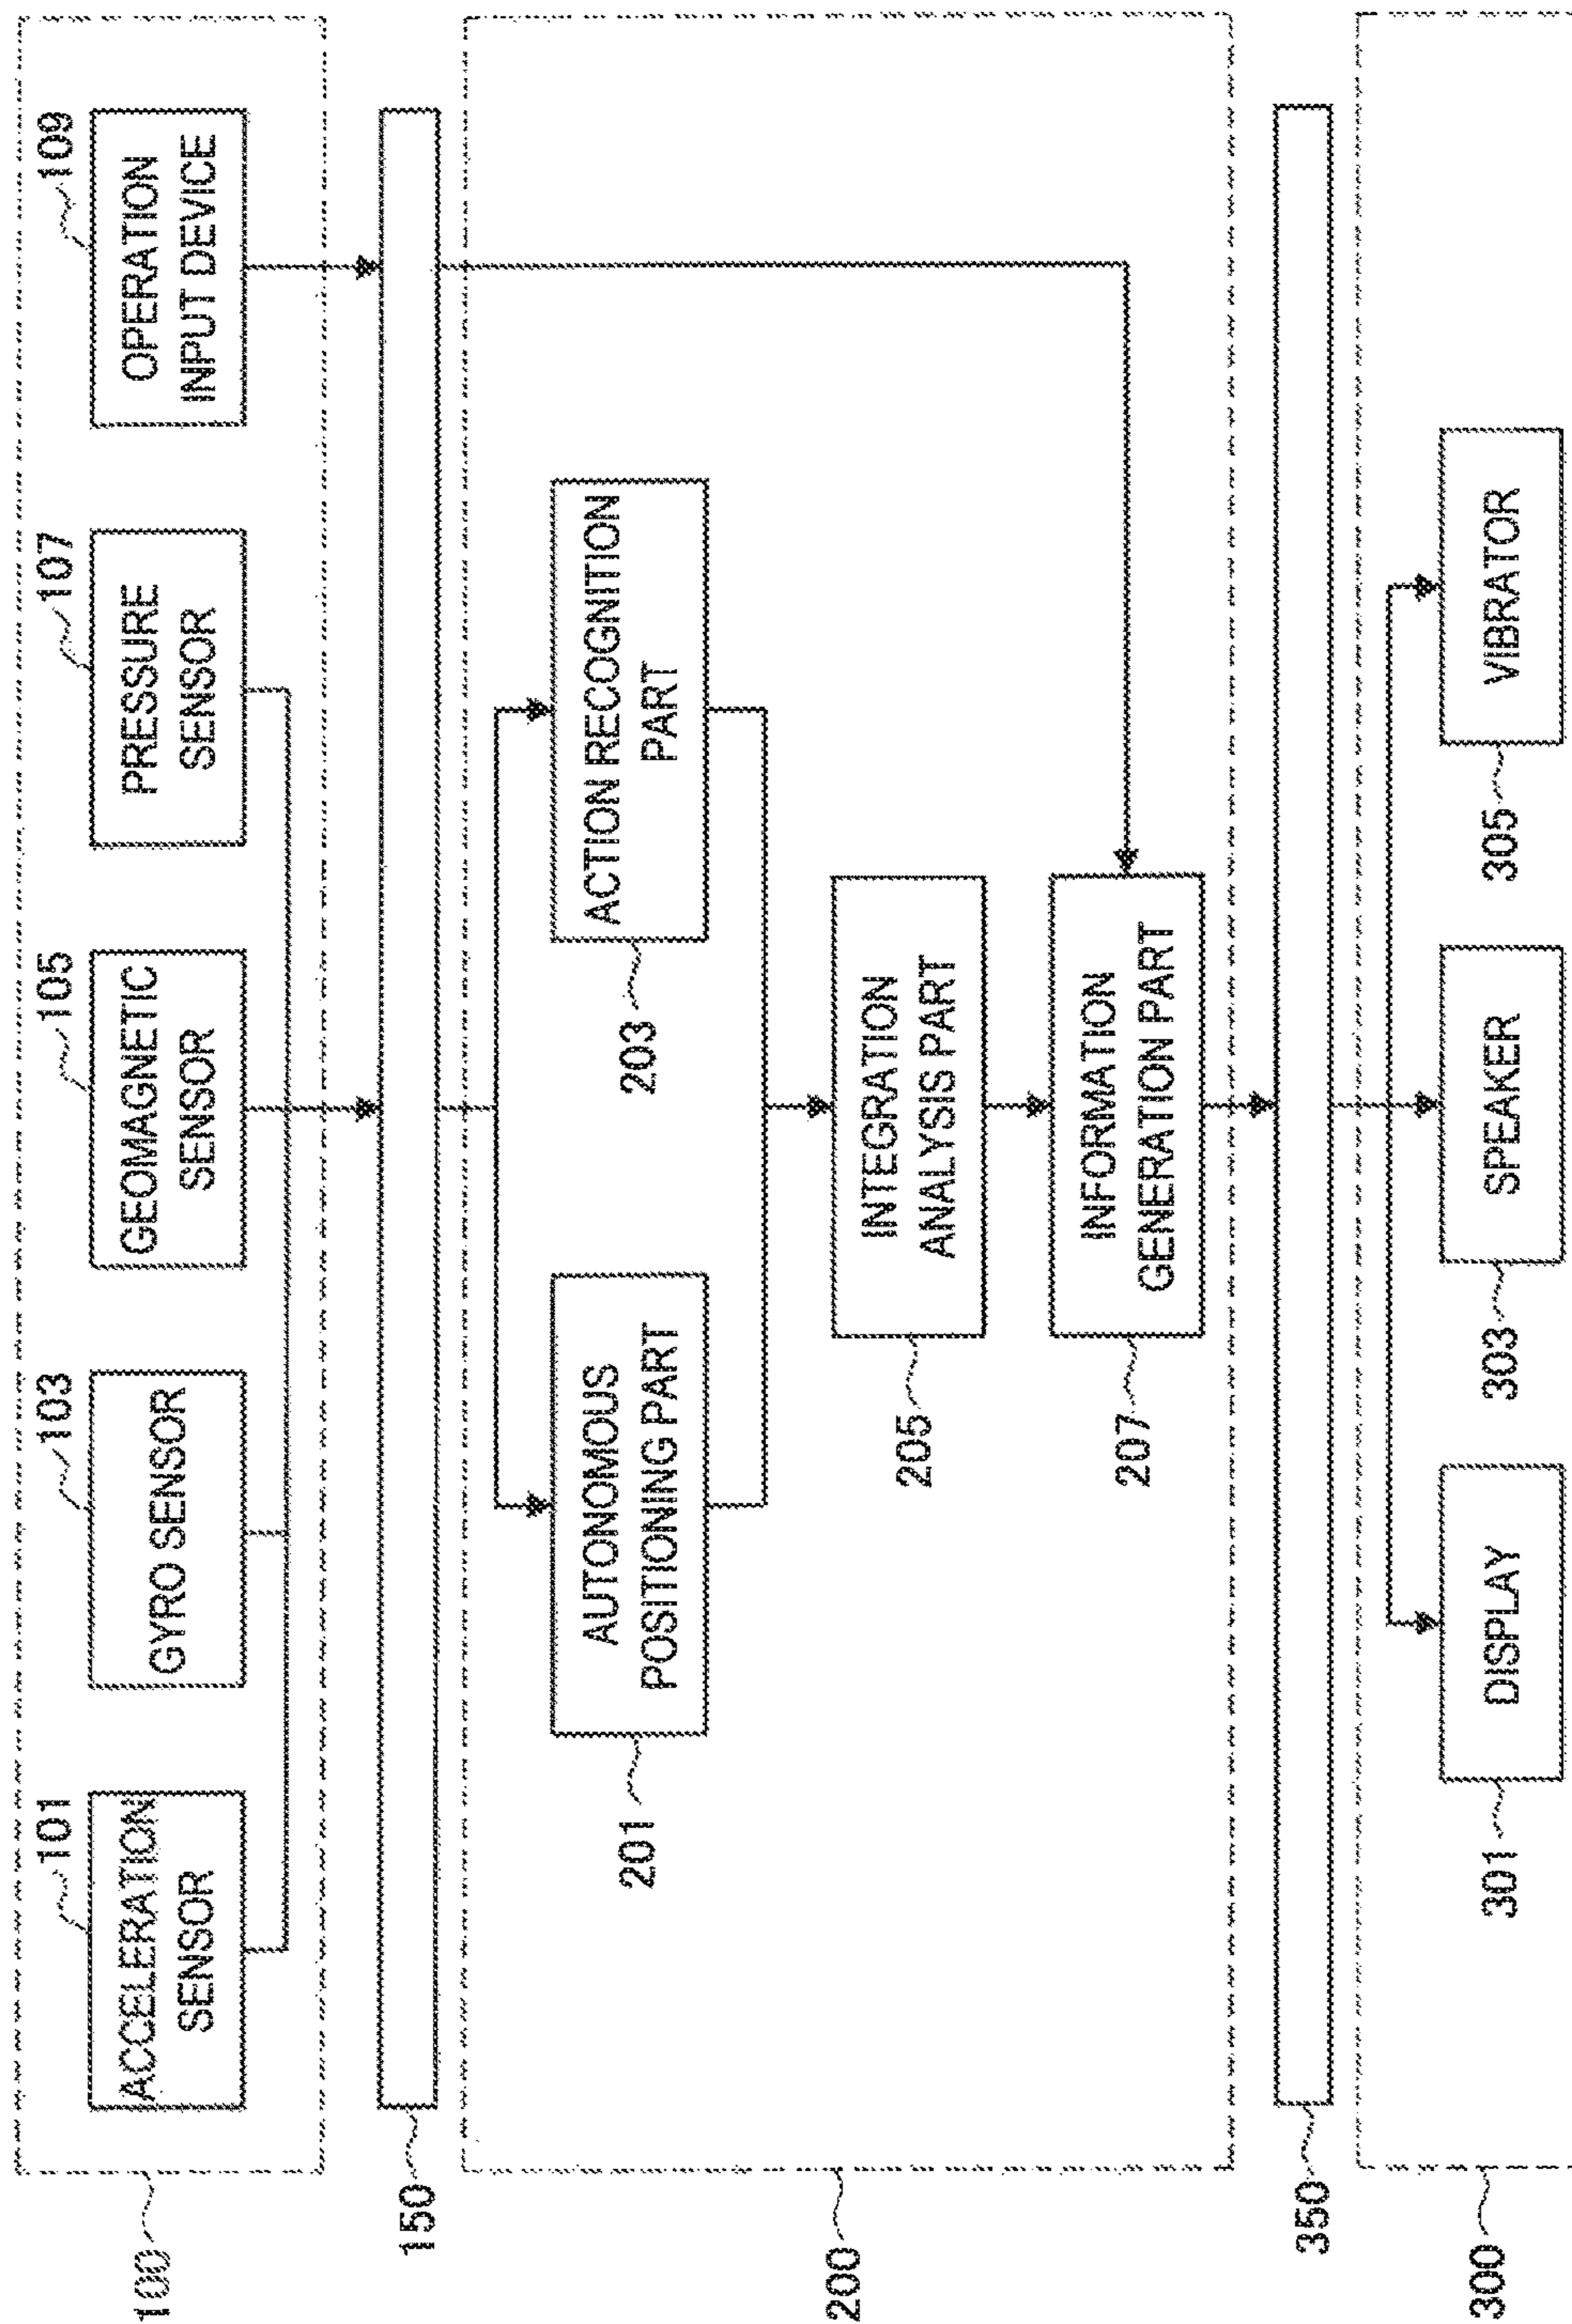 100
101
ACCELERATION
SENSOR
103
GYRO SENSOR
105
GEOMAGNETIC
SENSOR
107
PRESSURE
SENSOR
109
OPERATION
INPUT DEVICE
150
200
201
AUTONOMOUS
POSITIONING PART
203
ACTION RECOGNITION
PART
205
INTEGRATION
ANALYSIS PART
207
INFORMATION
GENERATION PART
350
300
301
DISPLAY
303
SPEAKER
305
VIBRATOR